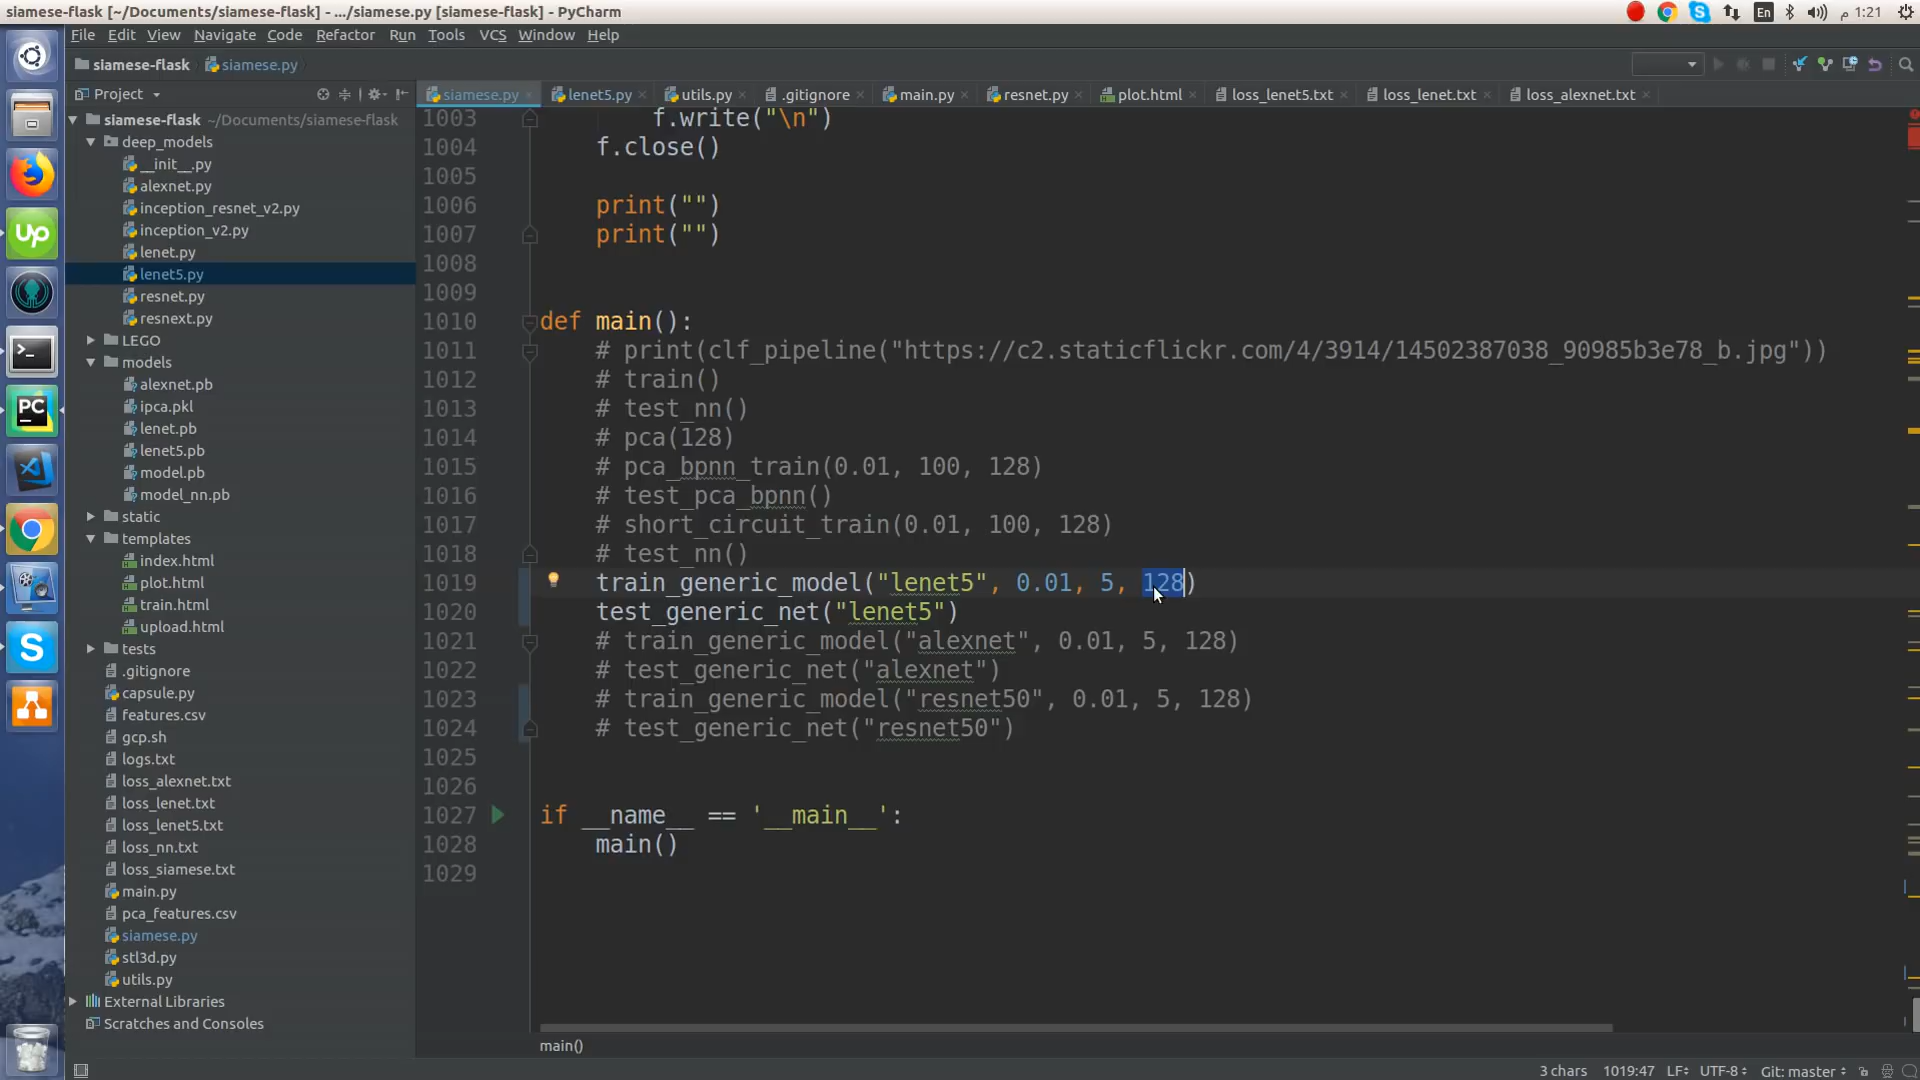 siamese-flask [~/Documents/siamese-flask] - .../siamese.py [siamese-flask] - PyCharm
En
1:21 م
File Edit View Navigate Code Refactor Run Tools VCS Window Help
siamese-flask siamese.py
Project
siamese.py lenet5.py utils.py .gitignore main.py resnet.py plot.html loss_lenet5.txt loss_lenet.txt loss_alexnet.txt
siamese-flask ~/Documents/siamese-flask
deep_models
__init__.py
alexnet.py
inception_resnet_v2.py
inception_v2.py
lenet.py
lenet5.py
resnet.py
resnext.py
LEGO
models
alexnet.pb
ipca.pkl
lenet.pb
lenet5.pb
model.pb
model_nn.pb
static
templates
index.html
plot.html
train.html
upload.html
tests
.gitignore
capsule.py
features.csv
gcp.sh
logs.txt
loss_alexnet.txt
loss_lenet.txt
loss_lenet5.txt
loss_nn.txt
loss_siamese.txt
main.py
pca_features.csv
siamese.py
stl3d.py
utils.py
External Libraries
Scratches and Consoles
up
PC
S
1003 f.write("\n")
1004 f.close()
1005
1006 print("")
1007 print("")
1008
1009
1010 def main():
1011 # print(clf_pipeline("https://c2.staticflickr.com/4/3914/14502387038_90985b3e78_b.jpg"))
1012 # train()
1013 # test_nn()
1014 # pca(128)
1015 # pca_bpnn_train(0.01, 100, 128)
1016 # test_pca_bpnn()
1017 # short_circuit_train(0.01, 100, 128)
1018 # test_nn()
1019 train_generic_model("lenet5", 0.01, 5, 128)
1020 test_generic_net("lenet5")
1021 # train_generic_model("alexnet", 0.01, 5, 128)
1022 # test_generic_net("alexnet")
1023 # train_generic_model("resnet50", 0.01, 5, 128)
1024 # test_generic_net("resnet50")
1025
1026
1027 if __name__ == '__main__':
1028 main()
1029
main()
3 chars 1019:47 LF UTF-8 Git: master